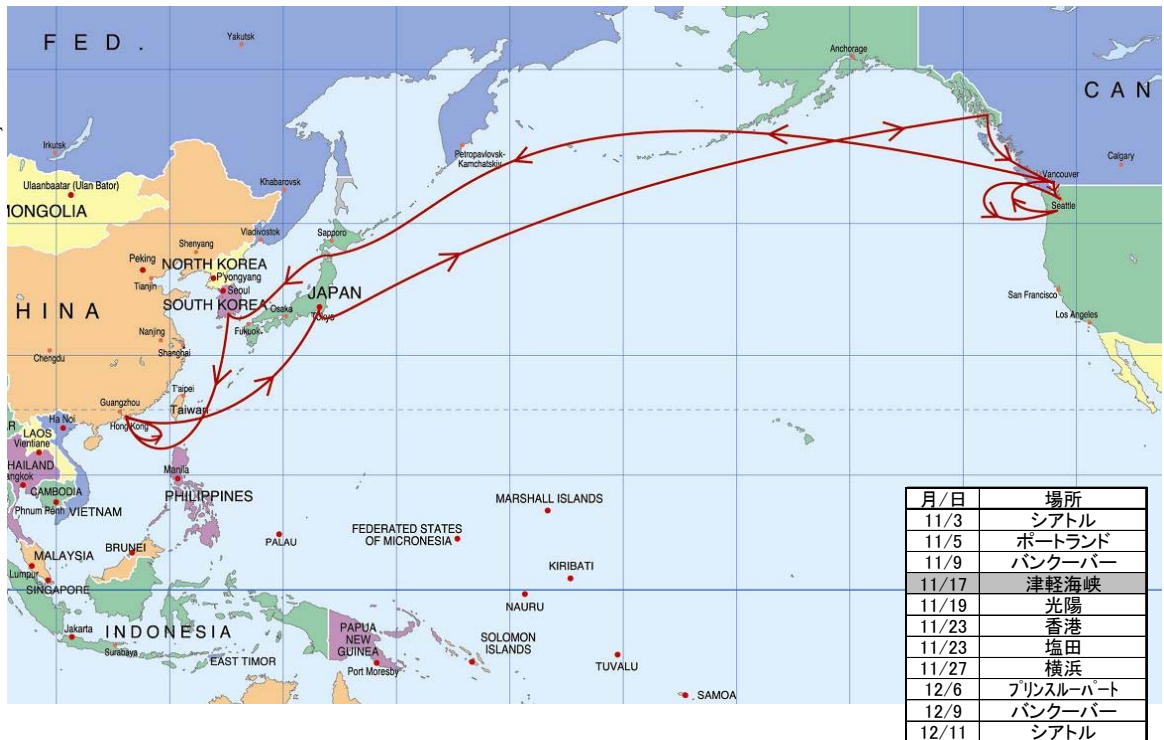 F E D .
Yakutsk
Anchorage
C A N
Irkutsk
Petropavlovsk-
Kamchatskiy
Calgary
Ulaanbaatar (Ulan Bator)
Khabarovsk
Vancouver
MONGOLIA
Seattle
Vladivostok
Sapporo
Shenyang
Peking
NORTH KOREA
P'yongyang
Tianjin
Seoul
JAPAN
San Francisco
SOUTH KOREA
Osaka
Tokyo
H I N A
Los Angeles
Nanjing
Fukuok
Shanghai
Chengdu
T'aipei
Guangzhou
Taiwan
Ha Noi
Hong Kong
LAOS
Vientiane
HAILAND
Manila
angkok
CAMBODIA
PHILIPPINES
MARSHALL ISLANDS
Phnum Penh
VIETNAM
FEDERATED STATES
OF MICRONESIA
PALAU
BRUNEI
MALAYSIA
KIRIBATI
Lumpur
SINGAPORE
NAURU
Jakarta
I N D O N E S I A
PAPUA
NEW
GUINEA
SOLOMON
ISLANDS
Surabaya
EAST TIMOR
Port Moresby
TUVALU
SAMOA
月/日 場所
11/3 シアトル
11/5 ポートランド
11/9 バンクーバー
11/17 津軽海峡
11/19 光陽
11/23 香港
11/23 塩田
11/27 横浜
12/6 プリンスルーパート
12/9 バンクーバー
12/11 シアトル